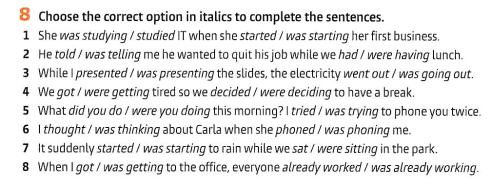 8 Choose the correct option in italics to complete the sentences.
1 She was studying / studied IT when she started / was starting her first business.
2 He told / was telling me he wanted to quit his job while we had / were having lunch.
3 While I presented / was presenting the slides, the electricity went out / was going out.
4 We got / were getting tired so we decided / were deciding to have a break.
5 What did you do / were you doing this morning? I tried / was trying to phone you twice.
6 I thought / was thinking about Carla when she phoned / was phoning me.
7 It suddenly started / was starting to rain while we sat / were sitting in the park.
8 When I got / was getting to the office, everyone already worked / was already working.